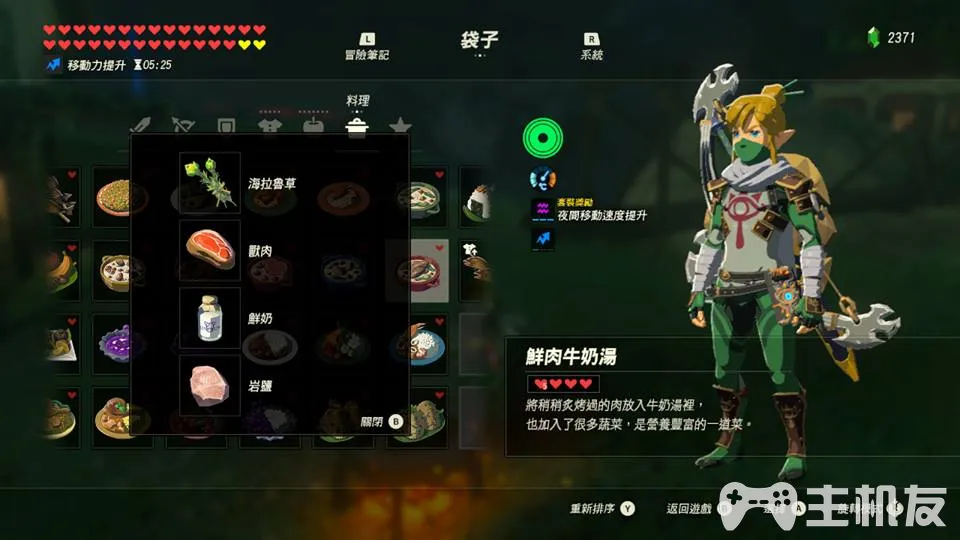 L
冒險筆記
袋子
R
系統
2371
移動力提升 05:25
料理
海拉魯草
獸肉
鮮奶
岩鹽
關閉 B
套裝獎勵
夜間移動速度提升
鮮肉牛奶湯
將稍稍炙烤過的肉放入牛奶湯裡，
也加入了很多蔬菜，是營養豐富的一道菜。
重新排序 Y
返回遊戲
主机友